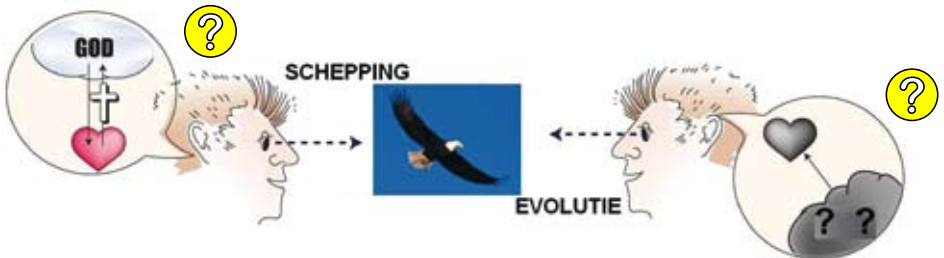 ?
GOD
SCHEPPING
?
EVOLUTIE
? ?